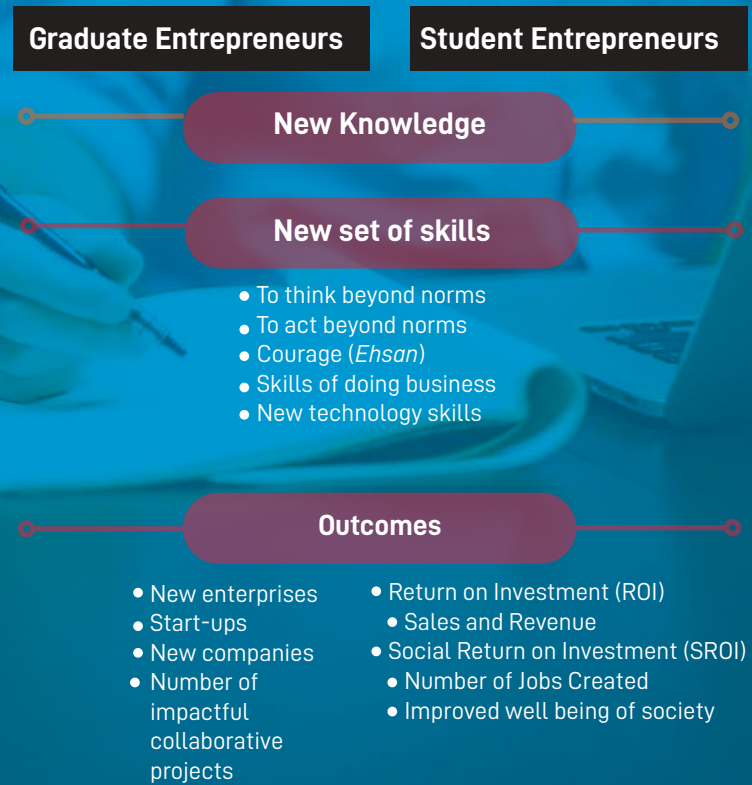 Graduate Entrepreneurs
Student Entrepreneurs
New Knowledge
New set of skills
• To think beyond norms
• To act beyond norms
• Courage (Ehsan)
• Skills of doing business
• New technology skills
Outcomes
• New enterprises
• Start-ups
• New companies
• Number of
impactful
collaborative
projects
• Return on Investment (ROI)
• Sales and Revenue
• Social Return on Investment (SROI)
• Number of Jobs Created
• Improved well being of society